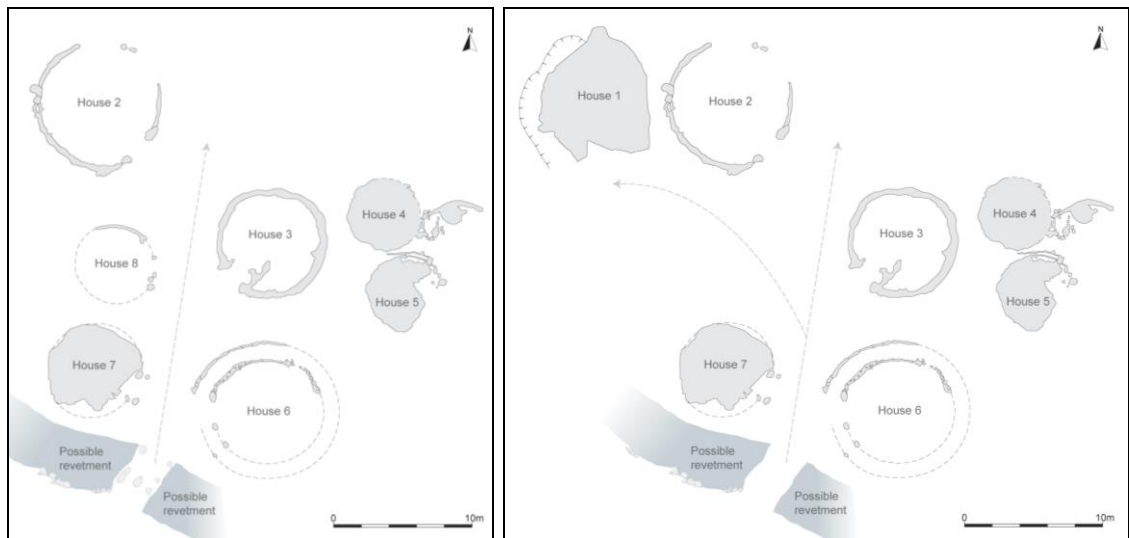 N
House 2
House 3
House 4
House 8
House 5
House 7
House 6
Possible
revetment
Possible
revetment
0 10m
N
House 1
House 2
House 4
House 3
House 5
House 7
House 6
Possible
revetment
Possible
revetment
0 10m